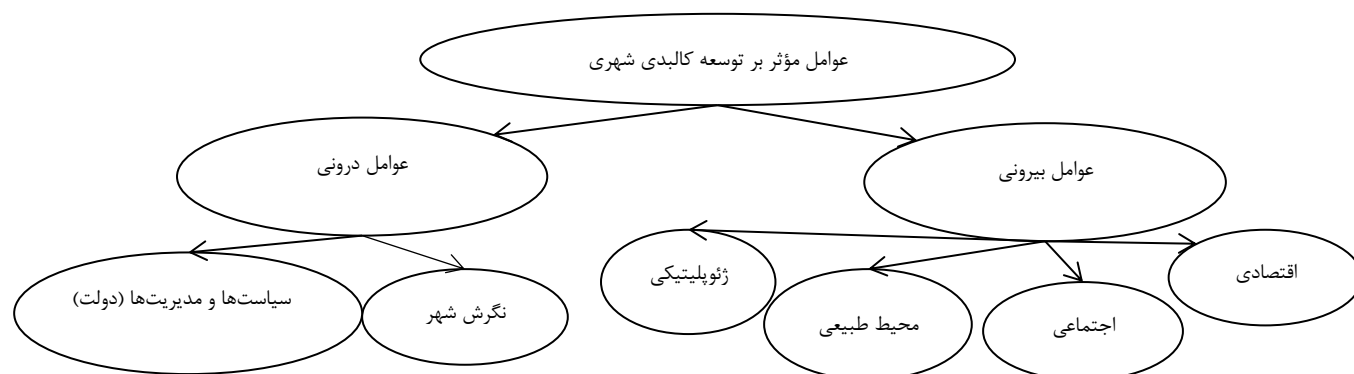 عوامل مؤثر بر توسعه کالبدی شهری
عوامل بیرونی
عوامل درونی
اقتصادی
اجتماعی
محیط طبیعی
ژئوپلیتیکی
نگرش شهر
سیاست‌ها و مدیریت‌ها (دولت)